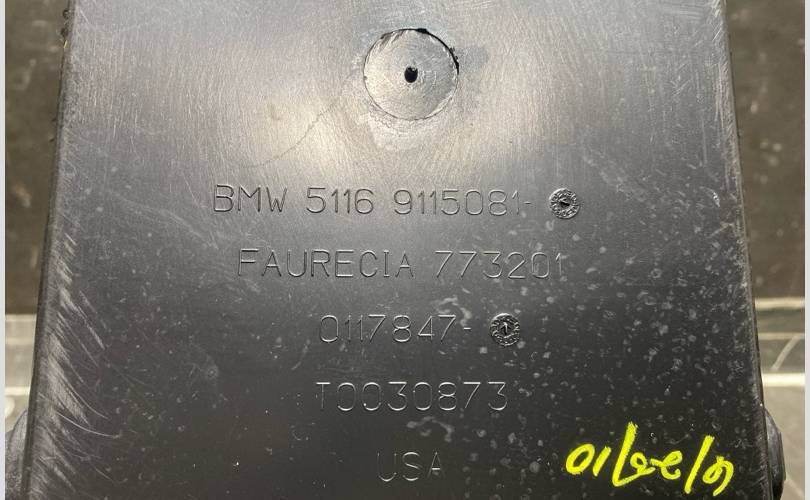 BMW 5116 9115081-
FAURECIA 773201
0117847-
T0030873
USA